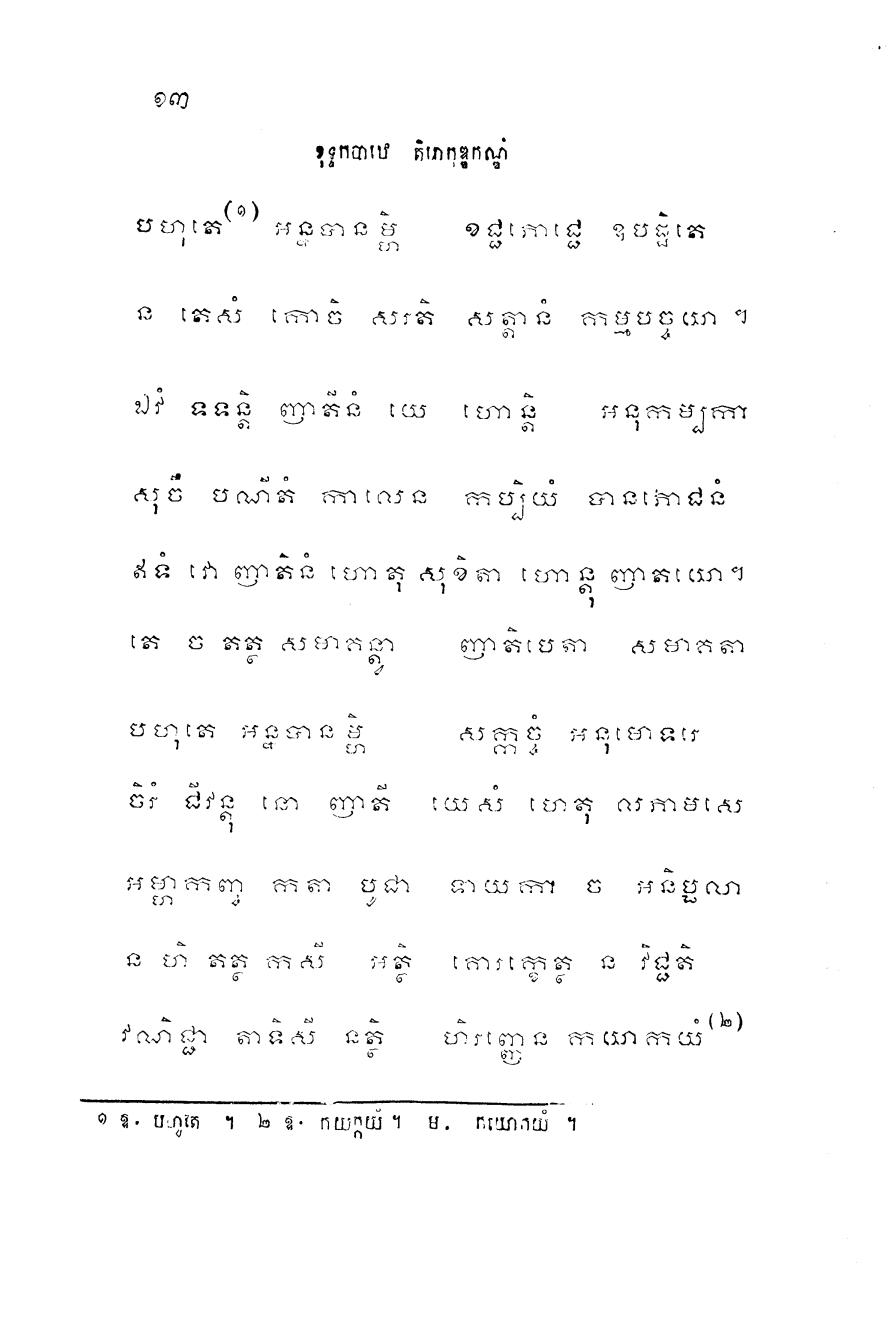 ១៣
ខុទ្ទកបាឋេ តិរោកុឌ្ឌកណ្ឌំ
បហុតេ(១) អន្នបានម្ហិ ខជ្ជភោជ្ជេ ឧបដ្ឋិតេ
ន តេសំ កោចិ សរតិ សត្តានំ កម្មបច្ចយា ។
ឯវំ ទទន្តិ ញាតីនំ យេ ហោន្តិ អនុកម្បកា
សុចឹ បណីតំ កាលេន កប្បិយំ បានភោជនំ
ឥទំ វោ ញាតិនំ ហោតុ សុខិតា ហោន្តុ ញាតយោ។
តេ ច តត្ថ សមាគន្ត្វា ញាតិបេតា សមាគតា
បហុតេ អន្នបានម្ហិ សក្កច្ចំ អនុមោទរេ
ចិរំ ជីវន្តុ នោ ញាតី យេសំ ហេតុ លភាមសេ
អម្ហាកញ្ច កតា បូជា ទាយកា ច អនិប្ផលា
ន ហិ តត្ថ កសី អត្ថិ គោរក្ខេត្ថ ន វិជ្ជតិ
វណិជ្ជា តាទិសី នត្ថិ ហិរញ្ញេន កយោកយំ(២)
១ ឱ. បហូតេ ។ ២ ឱ. កយក្កយំ ។ ម. កយោកយំ ។